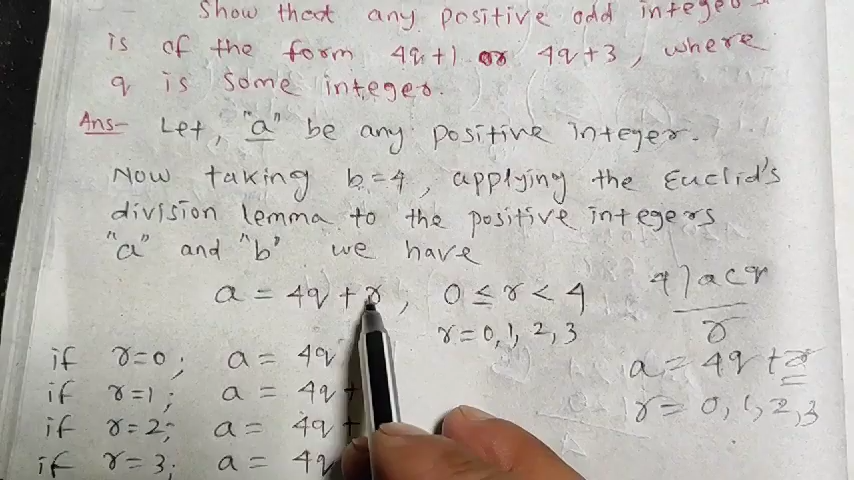 Show that any positive odd integer
is of the form 4q+1 or 4q+3, where
q is some integer.
Ans- Let, "a" be any positive integer.
Now taking b=4, applying the Euclid's
division lemma to the positive integers
"a" and "b" we have
a = 4q + r, 0 ≤ r < 4
r = 0, 1, 2, 3
if r=0; a = 4q
if r=1; a = 4q +
if r=2; a = 4q +
if r=3; a = 4q
4)a(q
r
a = 4q + r
r = 0, 1, 2, 3